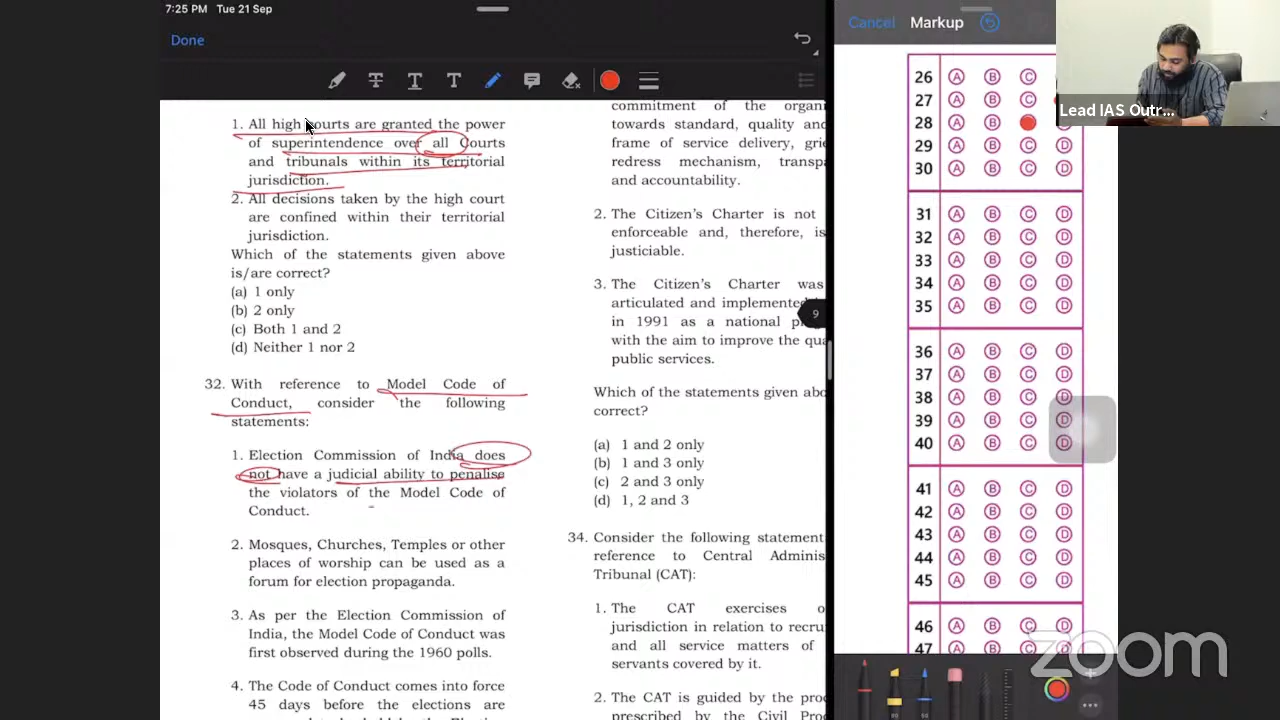 7:25 PM Tue 21 Sep
Done
1. All high courts are granted the power
of superintendence over all Courts
and tribunals within its territorial
jurisdiction.
2. All decisions taken by the high court
are confined within their territorial
jurisdiction.
Which of the statements given above
is/are correct?
(a) 1 only
(b) 2 only
(c) Both 1 and 2
(d) Neither 1 nor 2
32. With reference to Model Code of
Conduct, consider the following
statements:
1. Election Commission of India does
not have a judicial ability to penalise
the violators of the Model Code of
Conduct.
2. Mosques, Churches, Temples or other
places of worship can be used as a
forum for election propaganda.
3. As per the Election Commission of
India, the Model Code of Conduct was
first observed during the 1960 polls.
4. The Code of Conduct comes into force
45 days before the elections are
commitment of the organi
towards standard, quality and
frame of service delivery, grie
redress mechanism, transpa
and accountability.
2. The Citizen's Charter is not
enforceable and, therefore, is
justiciable.
3. The Citizen's Charter was
articulated and implemented
in 1991 as a national p
with the aim to improve the qua
public services.
Which of the statements given abo
correct?
(a) 1 and 2 only
(b) 1 and 3 only
(c) 2 and 3 only
(d) 1, 2 and 3
34. Consider the following statement
reference to Central Adminis
Tribunal (CAT):
1. The CAT exercises o
jurisdiction in relation to recru
and all service matters of
servants covered by it.
2. The CAT is guided by the pro
prescribed by the Civil Pro
9
Cancel Markup
26 A B C
27 A B C
28 A B
29 A B C D
30 A B C D
31 A B C D
32 A B C D
33 A B C D
34 A B C D
35 A B C D
36 A B C D
37 A B C D
38 A B C D
39 A B C D
40 A B C D
41 A B C D
42 A B C D
43 A B C D
44 A B C D
45 A B C D
46 A B C D
47 A B C D
Lead IAS Outr...
zoom